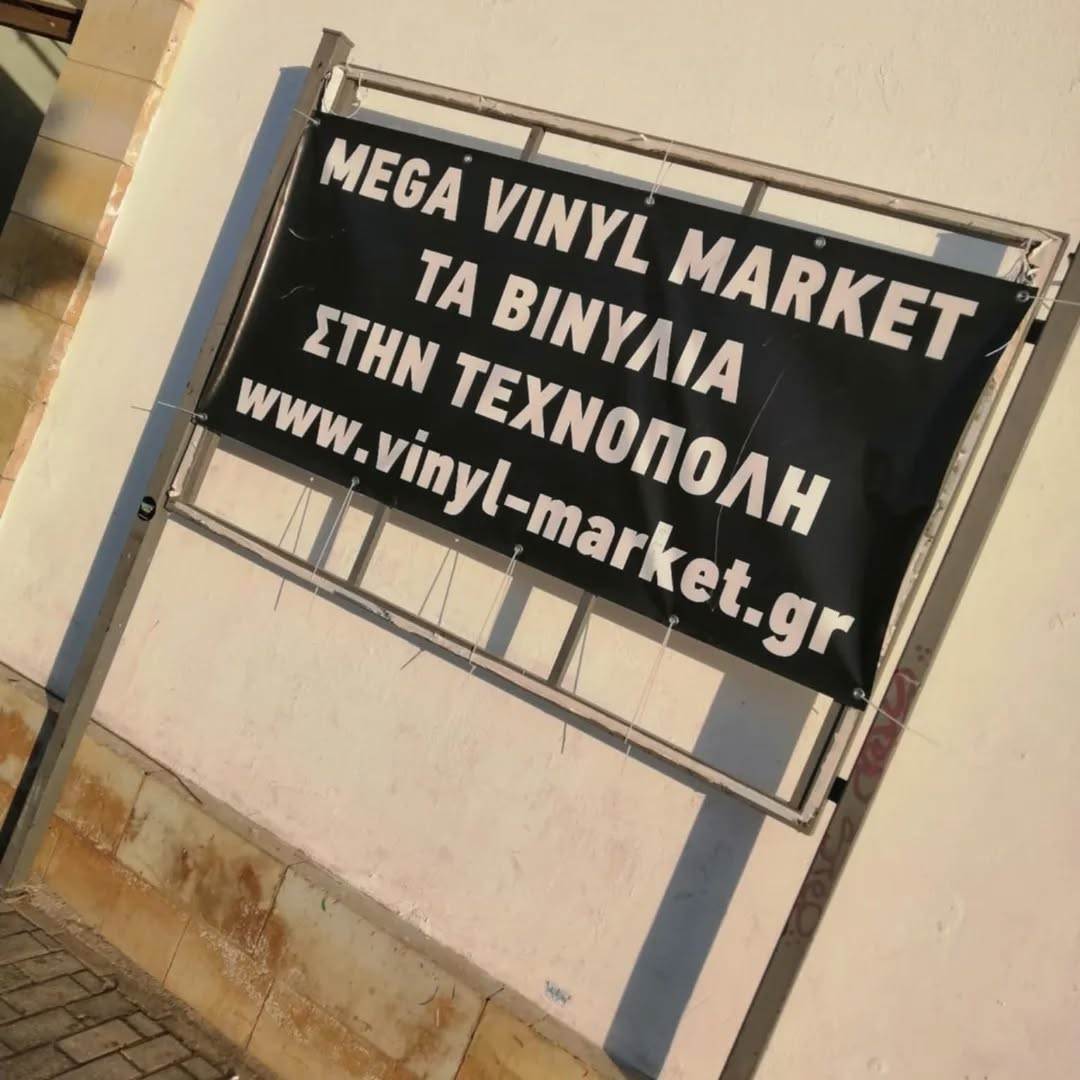 MEGA VINYL MARKET
ΤΑ ΒΙΝΥΛΙΑ
ΣΤΗΝ ΤΕΧΝΟΠΟΛΗ
www.vinyl-market.gr